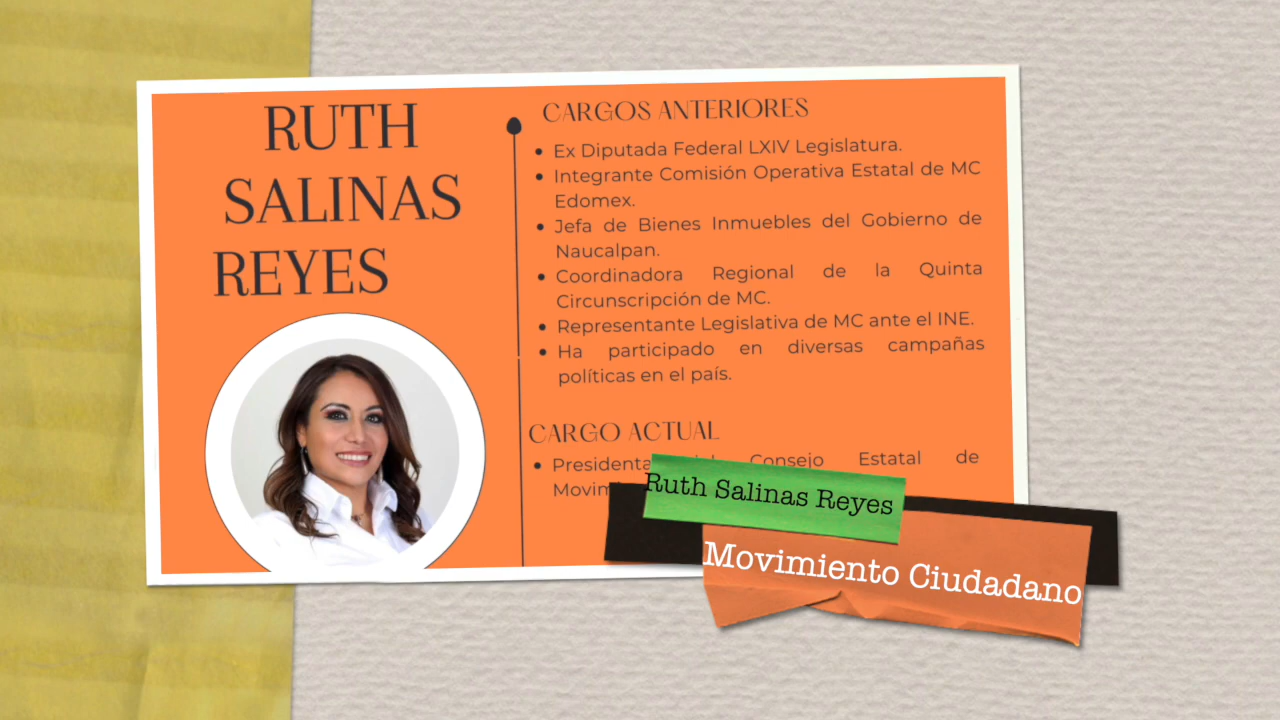 RUTH
SALINAS
REYES
CARGOS ANTERIORES
• Ex Diputada Federal LXIV Legislatura.
• Integrante Comisión Operativa Estatal de MC
Edomex.
• Jefa de Bienes Inmuebles del Gobierno de
Naucalpan.
• Coordinadora Regional de la Quinta
Circunscripción de MC.
• Representante Legislativa de MC ante el INE.
• Ha participado en diversas campañas
políticas en el país.
CARGO ACTUAL
• Presidenta Consejo Estatal de
Ruth Salinas Reyes
Movimiento Ciudadano